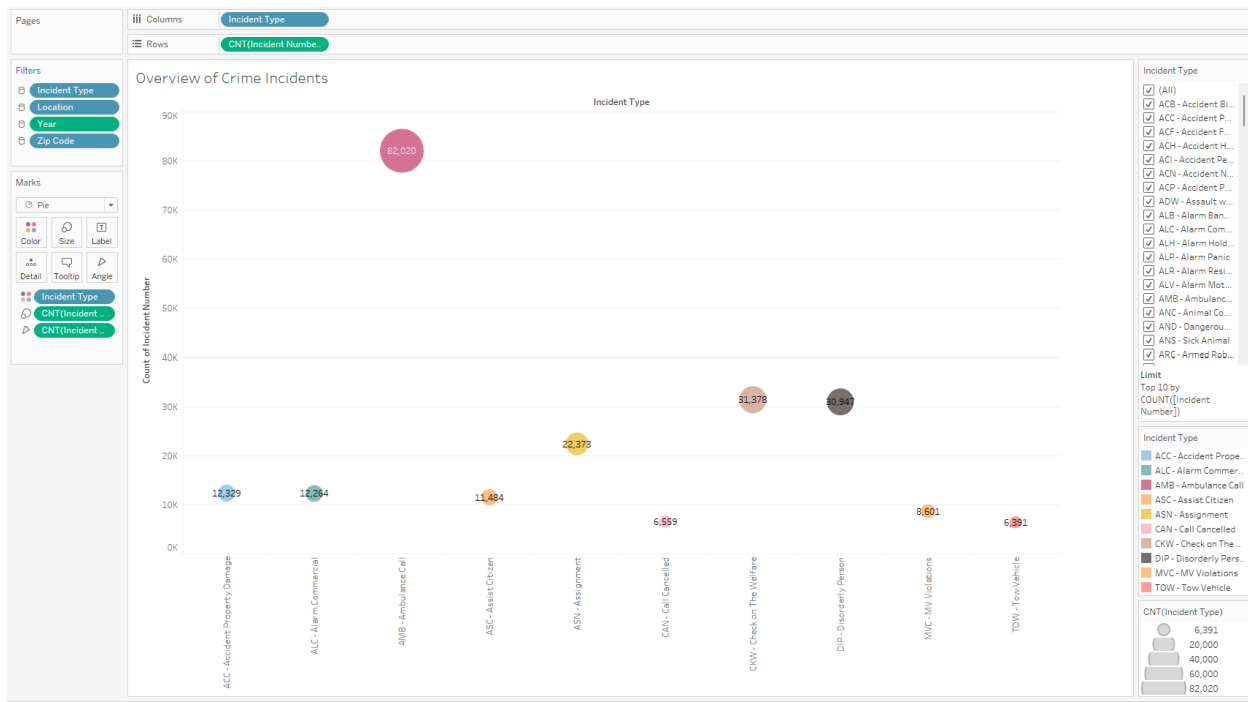 Pages
Columns
Incident Type
Rows
CNT(Incident Numbe..
Filters
Incident Type
Location
Year
Zip Code
Marks
Pie
Color
Size
Label
Detail
Tooltip
Angle
Incident Type
CNT(Incident ..
CNT(Incident ..
Overview of Crime Incidents
Incident Type
Count of Incident Number
90K
80K
70K
60K
50K
40K
30K
20K
10K
0K
82,020
31,378
30,947
22,373
12,329
12,264
11,484
6,559
8,601
6,391
ACC - Accident Property Damage
ALC - Alarm Commercial
AMB - Ambulance Call
ASC - Assist Citizen
ASN - Assignment
CAN - Call Cancelled
CKW - Check on The Welfare
DIP - Disorderly Person
MVC - MV Violations
TOW - Tow Vehicle
Incident Type
(All)
ACB - Accident Bi...
ACC - Accident P...
ACF - Accident F...
ACH - Accident H...
ACI - Accident Pe...
ACN - Accident N...
ACP - Accident P...
ADW - Assault w...
ALB - Alarm Ban...
ALC - Alarm Com...
ALH - Alarm Hold...
ALP - Alarm Panic
ALR - Alarm Resi...
ALV - Alarm Mot...
AMB - Ambulanc...
ANC - Animal Co...
AND - Dangerou...
ANS - Sick Animal
ARC - Armed Rob...
Limit
Top 10 by
COUNT([Incident
Number])
Incident Type
ACC - Accident Prope..
ALC - Alarm Commer..
AMB - Ambulance Call
ASC - Assist Citizen
ASN - Assignment
CAN - Call Cancelled
CKW - Check on The ..
DIP - Disorderly Pers..
MVC - MV Violations
TOW - Tow Vehicle
CNT(Incident Type)
6,391
20,000
40,000
60,000
82,020